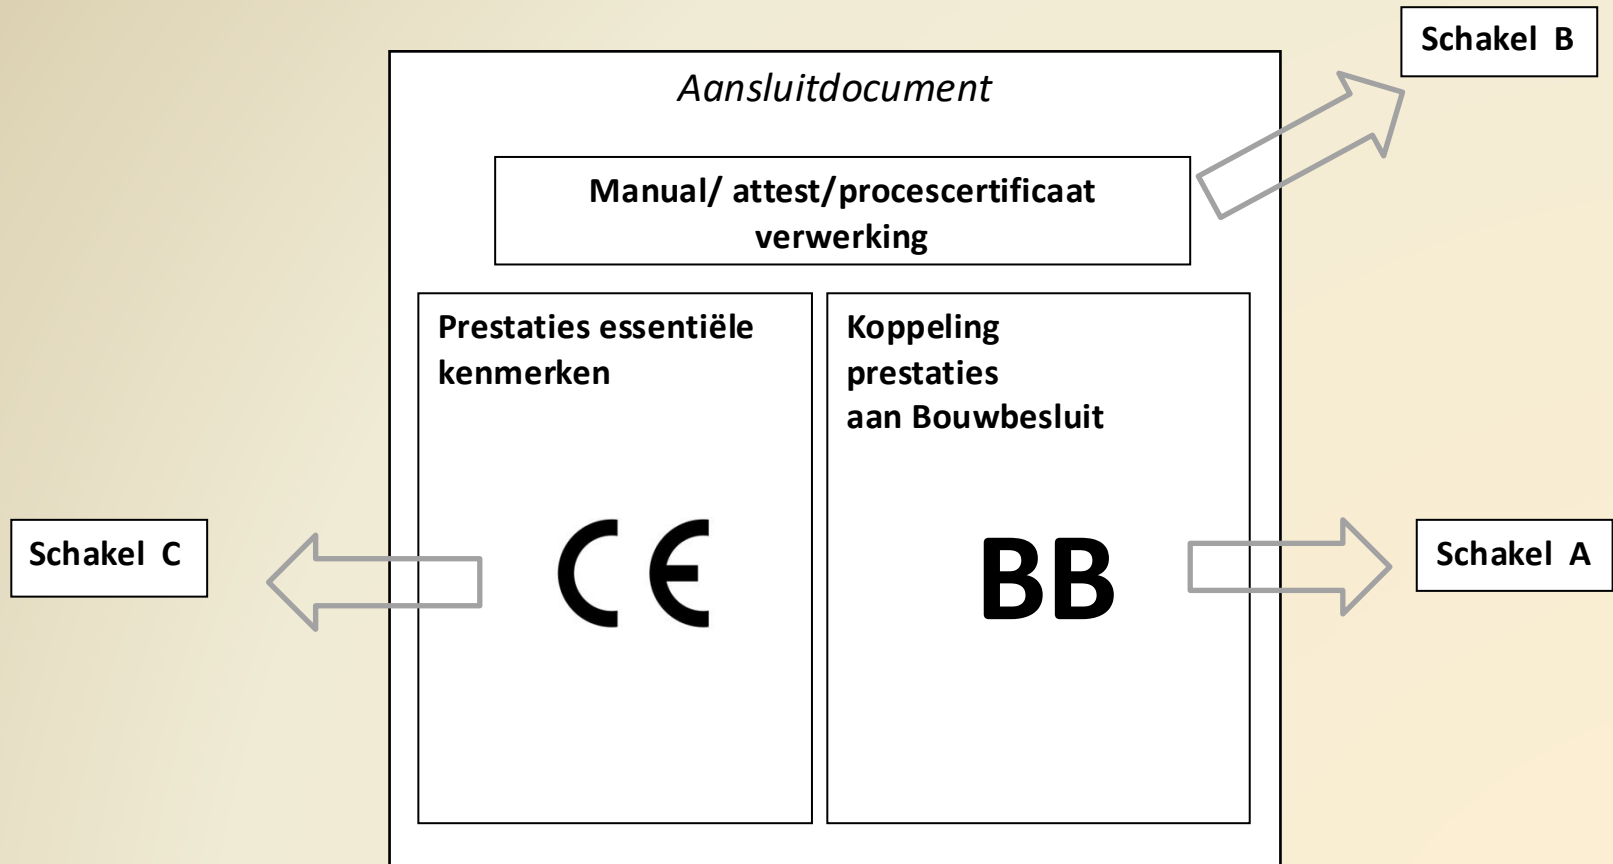 Schakel B
Aansluitdocument
Manual/ attest/procescertificaat
verwerking
Prestaties essentiële
kenmerken
Koppeling
prestaties
aan Bouwbesluit
Schakel C
CE
BB
Schakel A